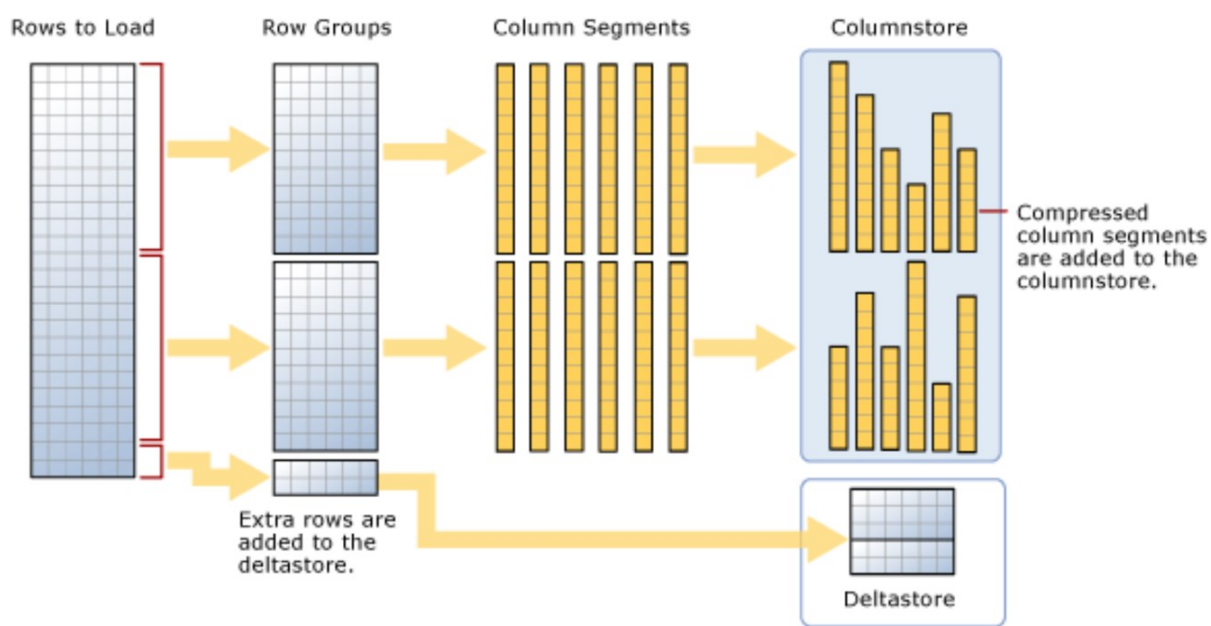 Rows to Load
Row Groups
Column Segments
Columnstore
Compressed
column segments
are added to the
columnstore.
Extra rows are
added to the
deltastore.
Deltastore